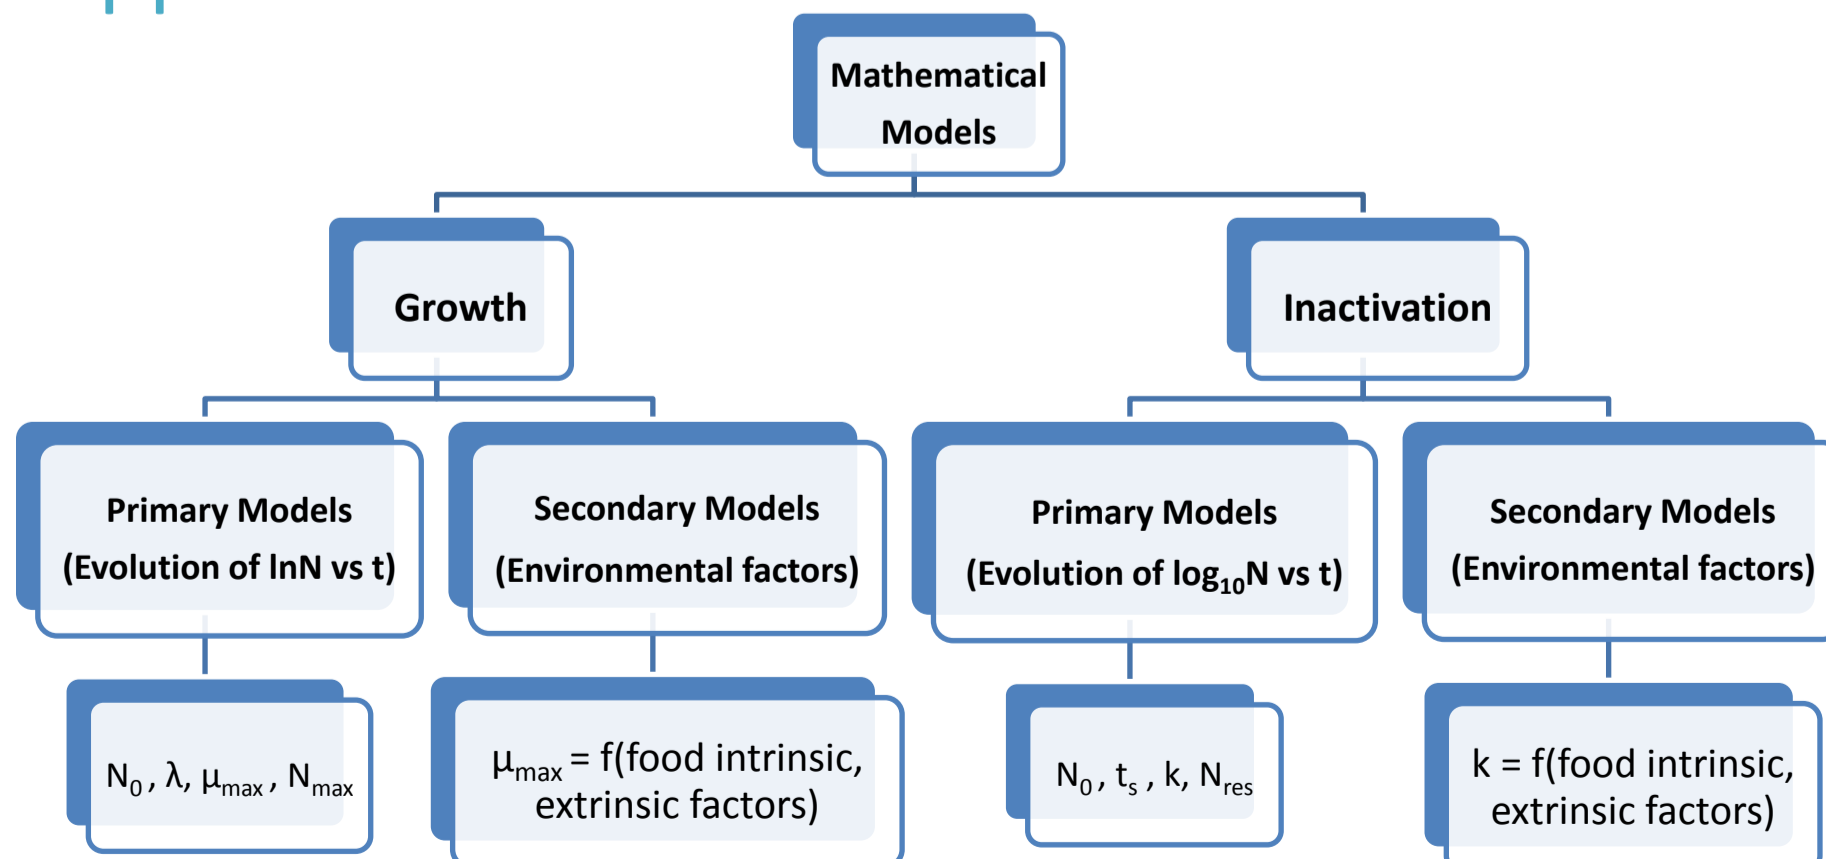 Mathematical
Models
Growth
Inactivation
Primary Models
(Evolution of lnN vs t)
Secondary Models
(Environmental factors)
Primary Models
(Evolution of log₁₀N vs t)
Secondary Models
(Environmental factors)
N₀ , λ, μₘₐₓ , Nₘₐₓ
μₘₐₓ = f(food intrinsic,
extrinsic factors)
N₀ , tₛ , k, Nᵣₑₛ
k = f(food intrinsic,
extrinsic factors)